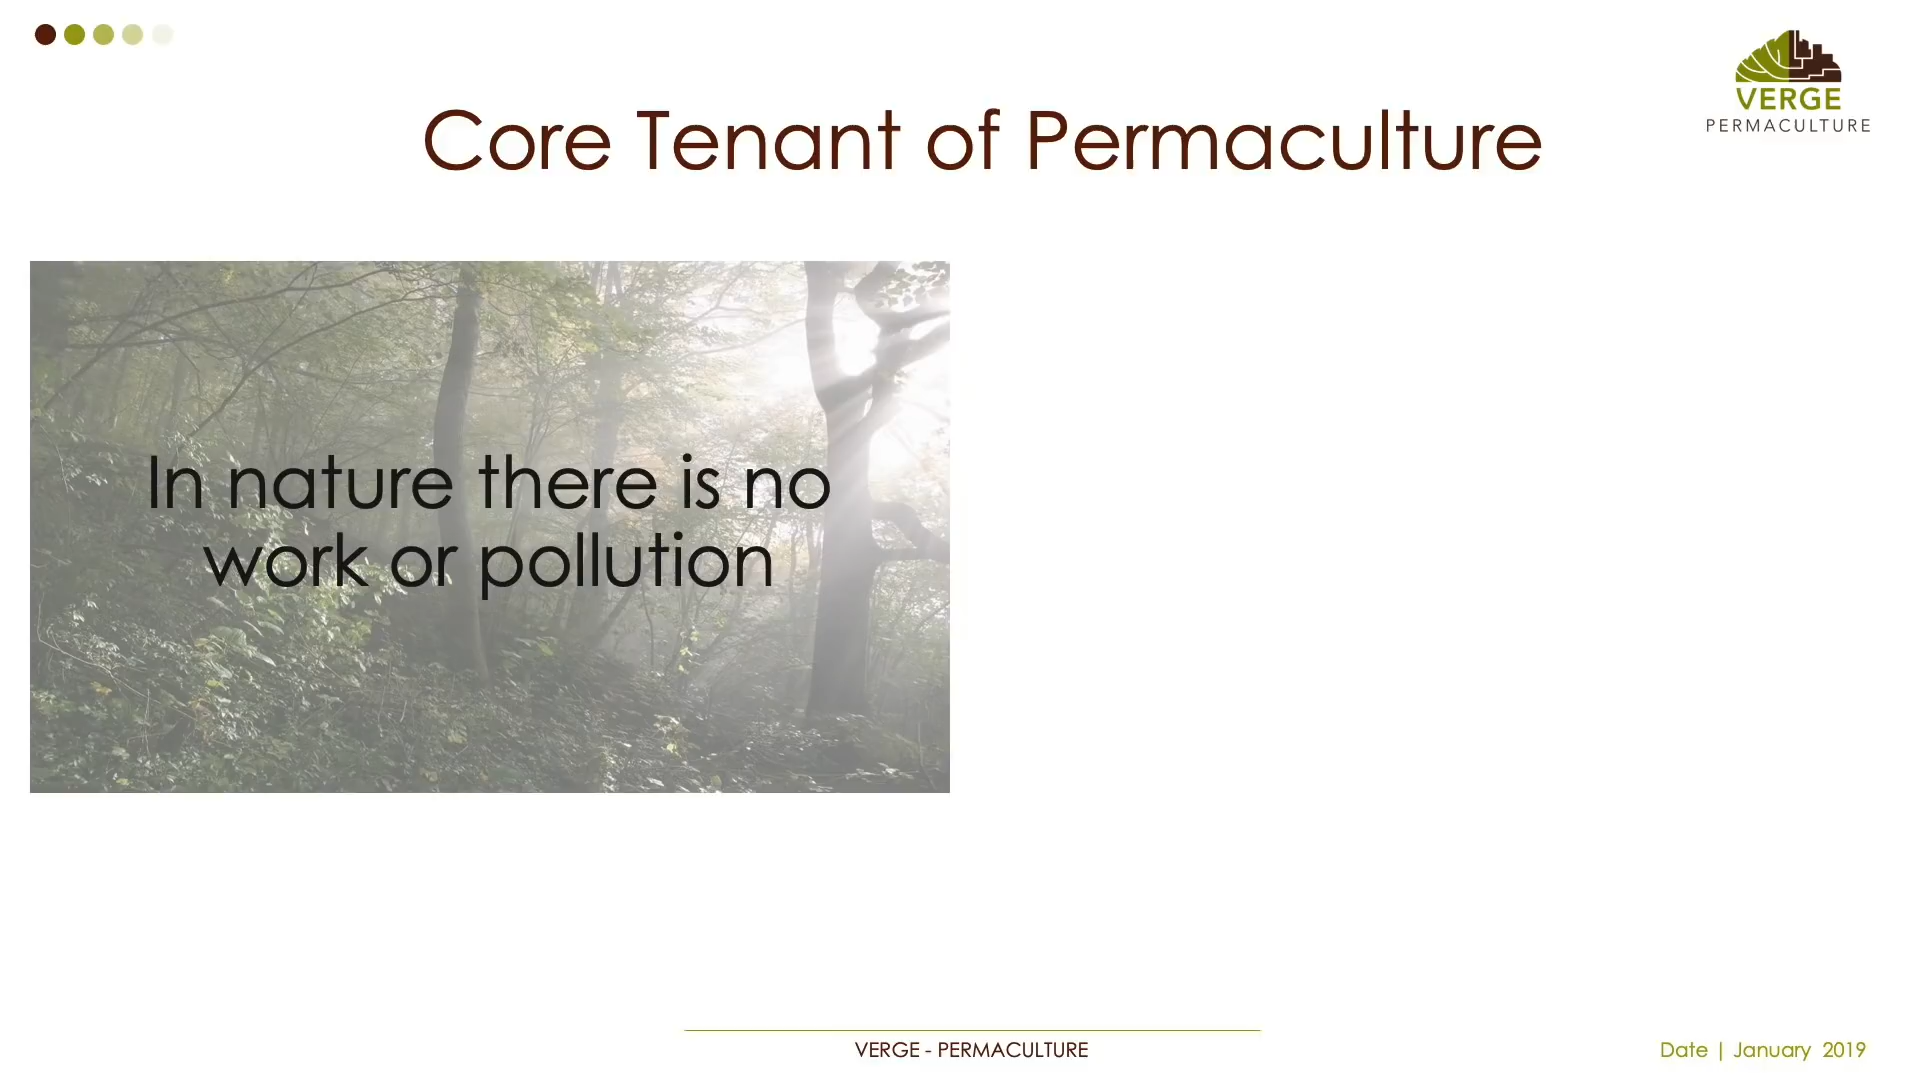 VERGE
PERMACULTURE
Core Tenant of Permaculture
In nature there is no
work or pollution
VERGE - PERMACULTURE
Date | January 2019